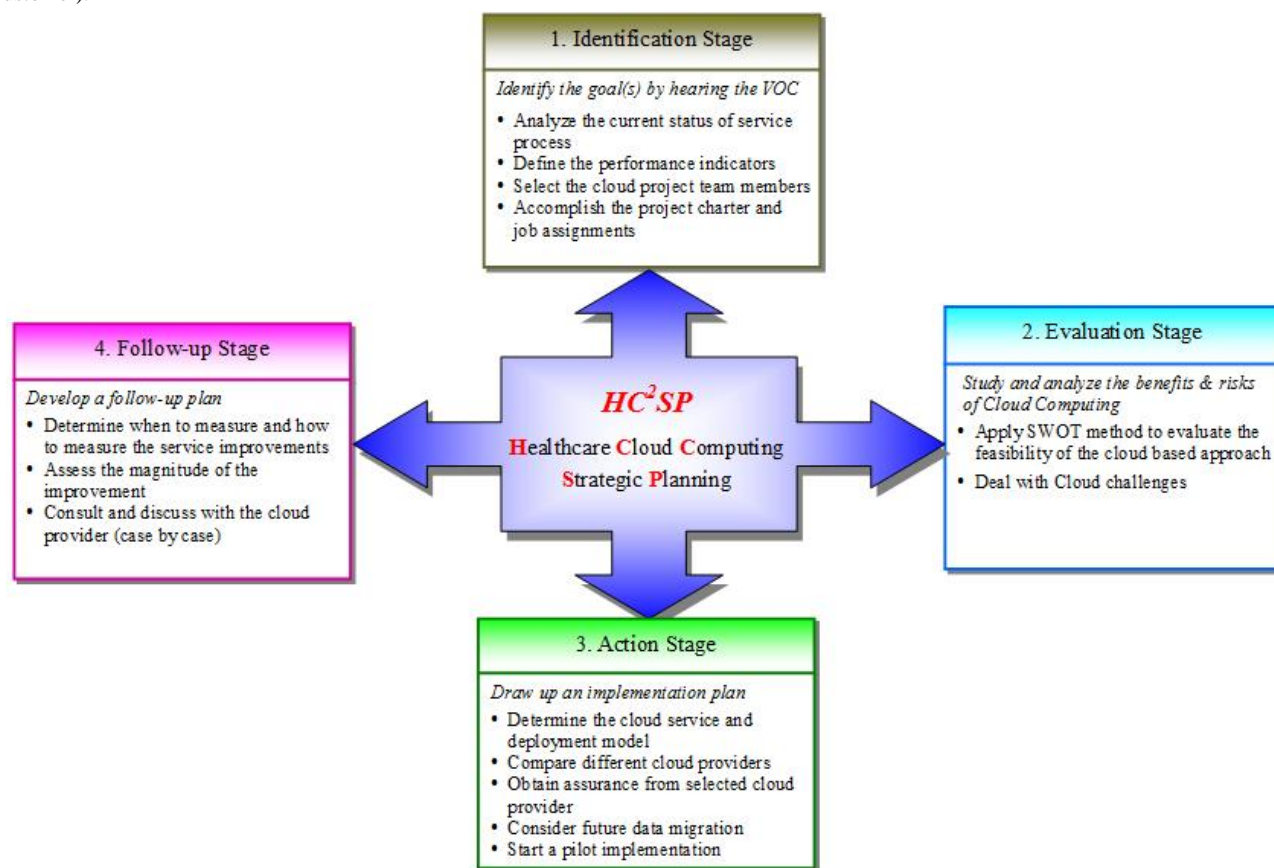 1. Identification Stage
Identify the goal(s) by hearing the VOC
• Analyze the current status of service
process
• Define the performance indicators
• Select the cloud project team members
• Accomplish the project charter and
job assignments
2. Evaluation Stage
Study and analyze the benefits & risks
of Cloud Computing
• Apply SWOT method to evaluate the
feasibility of the cloud based approach
• Deal with Cloud challenges
HC²SP
Healthcare Cloud Computing
Strategic Planning
3. Action Stage
Draw up an implementation plan
• Determine the cloud service and
deployment model
• Compare different cloud providers
• Obtain assurance from selected cloud
provider
• Consider future data migration
• Start a pilot implementation
4. Follow-up Stage
Develop a follow-up plan
• Determine when to measure and how
to measure the service improvements
• Assess the magnitude of the
improvement
• Consult and discuss with the cloud
provider (case by case)